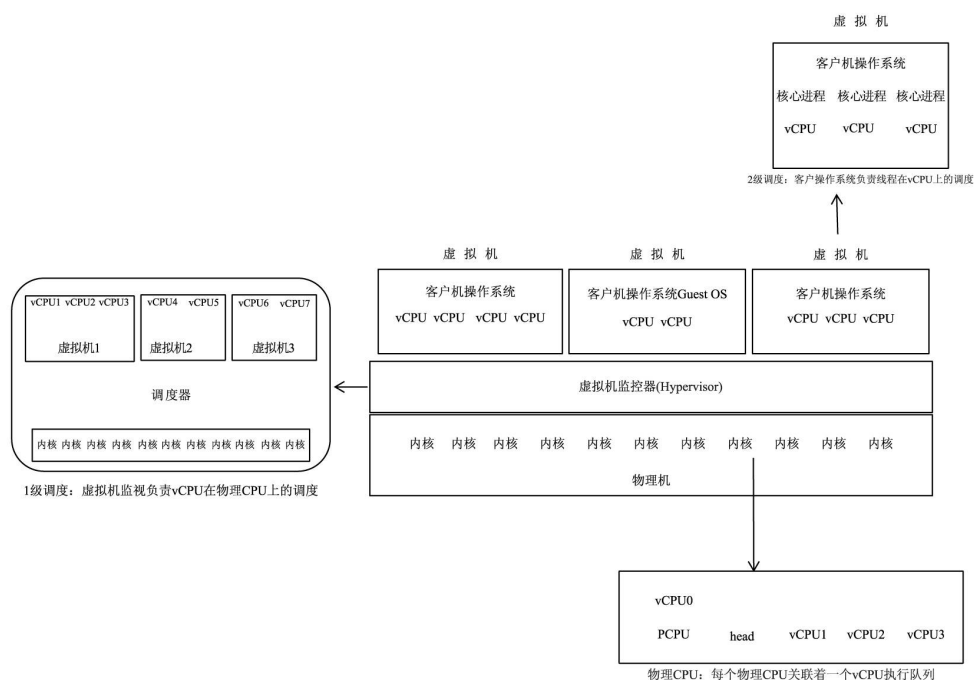 虚 拟 机
客户机操作系统
核心进程 核心进程 核心进程
vCPU vCPU vCPU
2级调度：客户操作系统负责线程在vCPU上的调度
虚 拟 机 虚 拟 机 虚 拟 机
客户机操作系统 客户机操作系统Guest OS 客户机操作系统
vCPU vCPU vCPU vCPU vCPU vCPU vCPU vCPU vCPU
虚拟机监控器(Hypervisor)
内核 内核 内核 内核 内核 内核 内核 内核 内核 内核 内核
物理机
vCPU1 vCPU2 vCPU3 vCPU4 vCPU5 vCPU6 vCPU7
虚拟机1 虚拟机2 虚拟机3
调度器
内核 内核 内核 内核 内核 内核 内核 内核 内核 内核 内核
1级调度：虚拟机监视负责vCPU在物理CPU上的调度
vCPU0
PCPU head vCPU1 vCPU2 vCPU3
物理CPU：每个物理CPU关联着一个vCPU执行队列